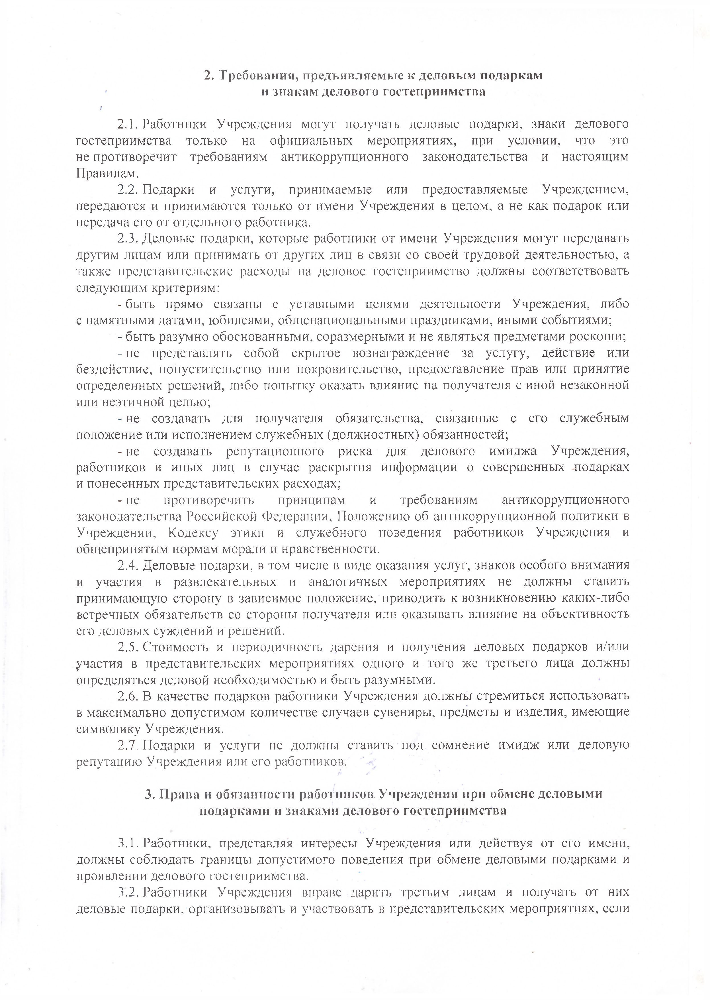 2. Требования, предъявляемые к деловым подаркам
и знакам делового гостеприимства
2.1. Работники Учреждения могут получать деловые подарки, знаки делового
гостеприимства только на официальных мероприятиях, при условии, что это
не противоречит требованиям антикоррупционного законодательства и настоящим
Правилам.
2.2. Подарки и услуги, принимаемые или предоставляемые Учреждением,
передаются и принимаются только от имени Учреждения в целом, а не как подарок или
передача его от отдельного работника.
2.3. Деловые подарки, которые работники от имени Учреждения могут передавать
другим лицам или принимать от других лиц в связи со своей трудовой деятельностью, а
также представительские расходы на деловое гостеприимство должны соответствовать
следующим критериям:
- быть прямо связаны с уставными целями деятельности Учреждения, либо
с памятными датами, юбилеями, общенациональными праздниками, иными событиями;
- быть разумно обоснованными, соразмерными и не являться предметами роскоши;
- не представлять собой скрытое вознаграждение за услугу, действие или
бездействие, попустительство или покровительство, предоставление прав или принятие
определенных решений, либо попытку оказать влияние на получателя с иной незаконной
или неэтичной целью;
- не создавать для получателя обязательства, связанные с его служебным
положение или исполнением служебных (должностных) обязанностей;
- не создавать репутационного риска для делового имиджа Учреждения,
работников и иных лиц в случае раскрытия информации о совершенных подарках
и понесенных представительских расходах;
- не противоречить принципам и требованиям антикоррупционного
законодательства Российской Федерации, Положению об антикоррупционной политики в
Учреждении, Кодексу этики и служебного поведения работников Учреждения и
общепринятым нормам морали и нравственности.
2.4. Деловые подарки, в том числе в виде оказания услуг, знаков особого внимания
и участия в развлекательных и аналогичных мероприятиях не должны ставить
принимающую сторону в зависимое положение, приводить к возникновению каких-либо
встречных обязательств со стороны получателя или оказывать влияние на объективность
его деловых суждений и решений.
2.5. Стоимость и периодичность дарения и получения деловых подарков и/или
участия в представительских мероприятиях одного и того же третьего лица должны
определяться деловой необходимостью и быть разумными.
2.6. В качестве подарков работники Учреждения должны стремиться использовать
в максимально допустимом количестве случаев сувениры, предметы и изделия, имеющие
символику Учреждения.
2.7. Подарки и услуги не должны ставить под сомнение имидж или деловую
репутацию Учреждения или его работников.
3. Права и обязанности работников Учреждения при обмене деловыми
подарками и знаками делового гостеприимства
3.1. Работники, представляя интересы Учреждения или действуя от его имени,
должны соблюдать границы допустимого поведения при обмене деловыми подарками и
проявлении делового гостеприимства.
3.2. Работники Учреждения вправе дарить третьим лицам и получать от них
деловые подарки, организовывать и участвовать в представительских мероприятиях, если